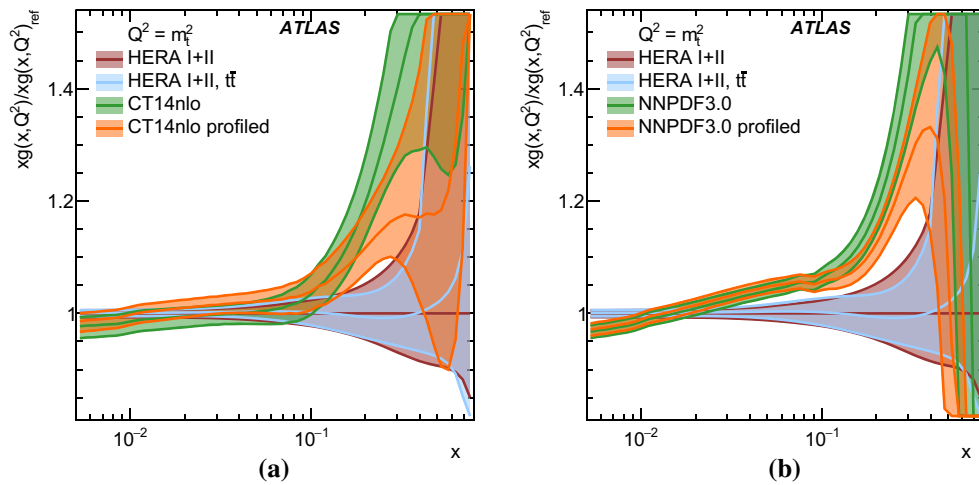 xg(x,Q²)/xg(x,Q²)ref
1.4
1.2
1
Q² = m²t
ATLAS
HERA I+II
HERA I+II, tt̄
CT14nlo
CT14nlo profiled
10⁻²
10⁻¹
x
(a)
xg(x,Q²)/xg(x,Q²)ref
1.4
1.2
1
Q² = m²t
ATLAS
HERA I+II
HERA I+II, tt̄
NNPDF3.0
NNPDF3.0 profiled
10⁻²
10⁻¹
x
(b)